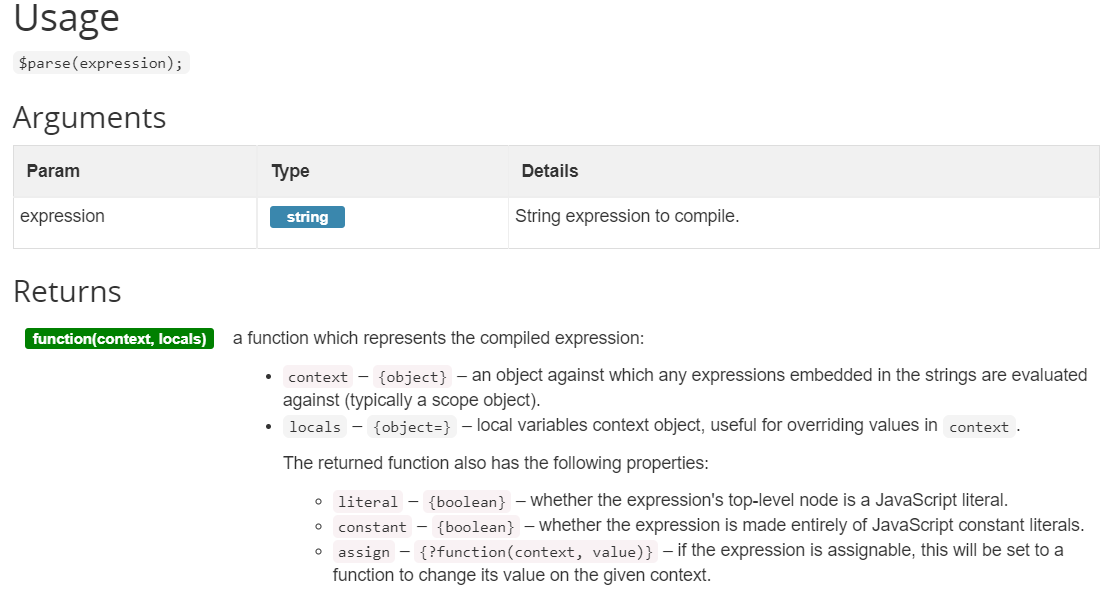 Usage
$parse(expression);
Arguments
Param Type Details
expression string String expression to compile.
Returns
function(context, locals) a function which represents the compiled expression:
• context – {object} – an object against which any expressions embedded in the strings are evaluated
against (typically a scope object).
• locals – {object=} – local variables context object, useful for overriding values in context .
The returned function also has the following properties:
◦ literal – {boolean} – whether the expression's top-level node is a JavaScript literal.
◦ constant – {boolean} – whether the expression is made entirely of JavaScript constant literals.
◦ assign – {?function(context, value)} – if the expression is assignable, this will be set to a
function to change its value on the given context.